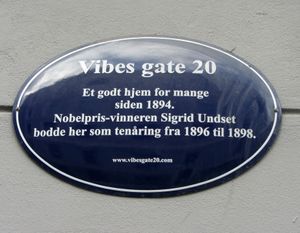 Vibes gate 20
Et godt hjem for mange
siden 1894.
Nobelpris-vinneren Sigrid Undset
bodde her som tenåring fra 1896 til 1898.
www.vibesgate20.com